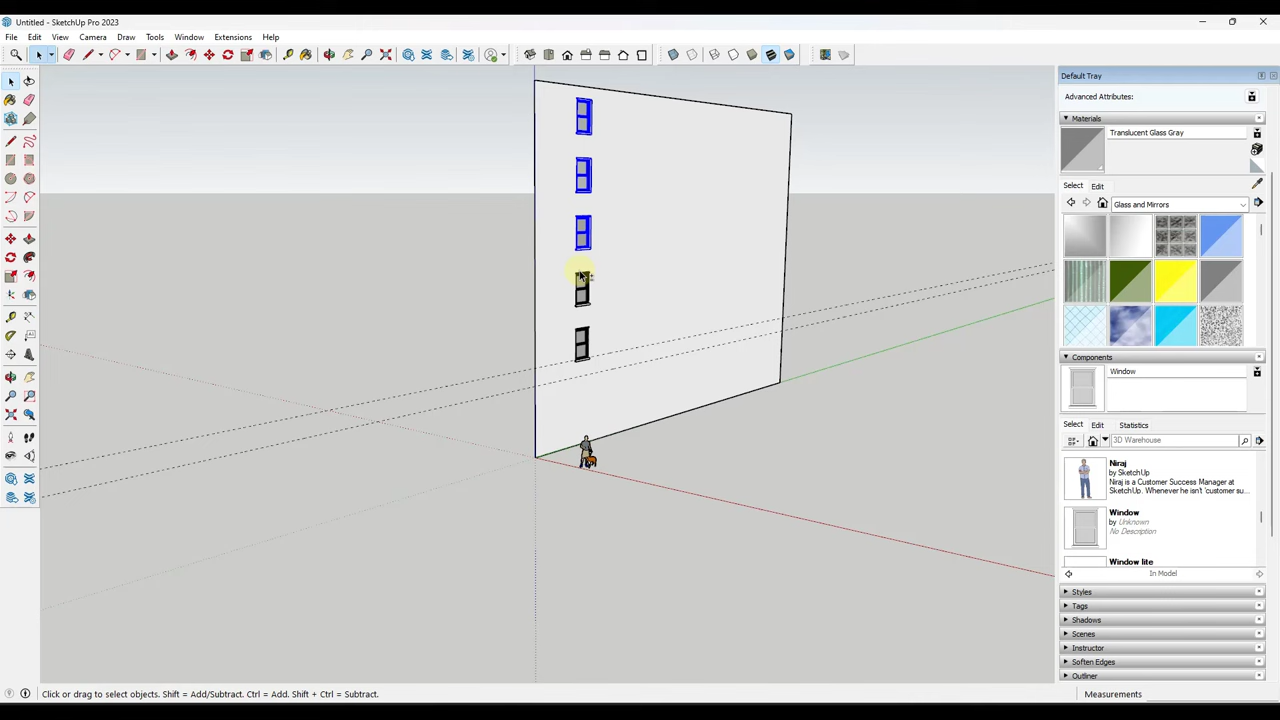 Untitled - SketchUp Pro 2023
File Edit View Camera Draw Tools Window Extensions Help
Default Tray
Advanced Attributes:
Materials
Translucent Glass Gray
Select Edit
Glass and Mirrors
Components
Window
Select Edit Statistics
3D Warehouse
Niraj
by SketchUp
Niraj is a Customer Success Manager at
SketchUp. Whenever he isn't 'customer su...
Window
by Unknown
No Description
Window lite
In Model
Styles
Tags
Shadows
Scenes
Instructor
Soften Edges
Outliner
Click or drag to select objects. Shift = Add/Subtract. Ctrl = Add. Shift + Ctrl = Subtract.
Measurements